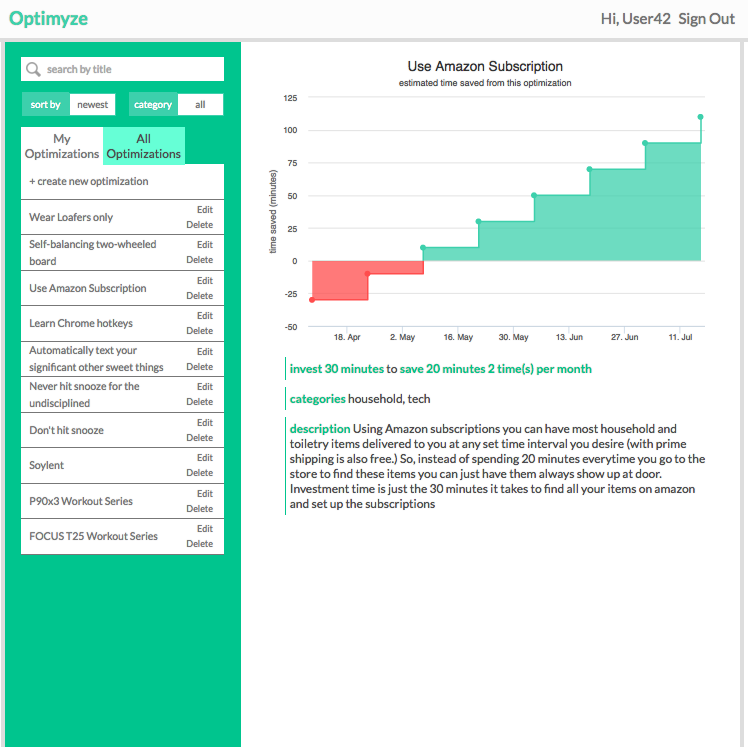 Optimyze
Hi, User42 Sign Out
search by title
sort by newest category all
My
Optimizations
All
Optimizations
+ create new optimization
Wear Loafers only
Edit
Delete
Self-balancing two-wheeled
board
Edit
Delete
Use Amazon Subscription
Edit
Delete
Learn Chrome hotkeys
Edit
Delete
Automatically text your
significant other sweet things
Edit
Delete
Never hit snooze for the
undisciplined
Edit
Delete
Don't hit snooze
Edit
Delete
Soylent
Edit
Delete
P90x3 Workout Series
Edit
Delete
FOCUS T25 Workout Series
Edit
Delete
Use Amazon Subscription
estimated time saved from this optimization
time saved (minutes)
125
100
75
50
25
0
-25
-50
18. Apr 2. May 16. May 30. May 13. Jun 27. Jun 11. Jul
invest 30 minutes to save 20 minutes 2 time(s) per month
categories household, tech
description Using Amazon subscriptions you can have most household and
toiletry items delivered to you at any set time interval you desire (with prime
shipping is also free.) So, instead of spending 20 minutes everytime you go to the
store to find these items you can just have them always show up at door.
Investment time is just the 30 minutes it takes to find all your items on amazon
and set up the subscriptions